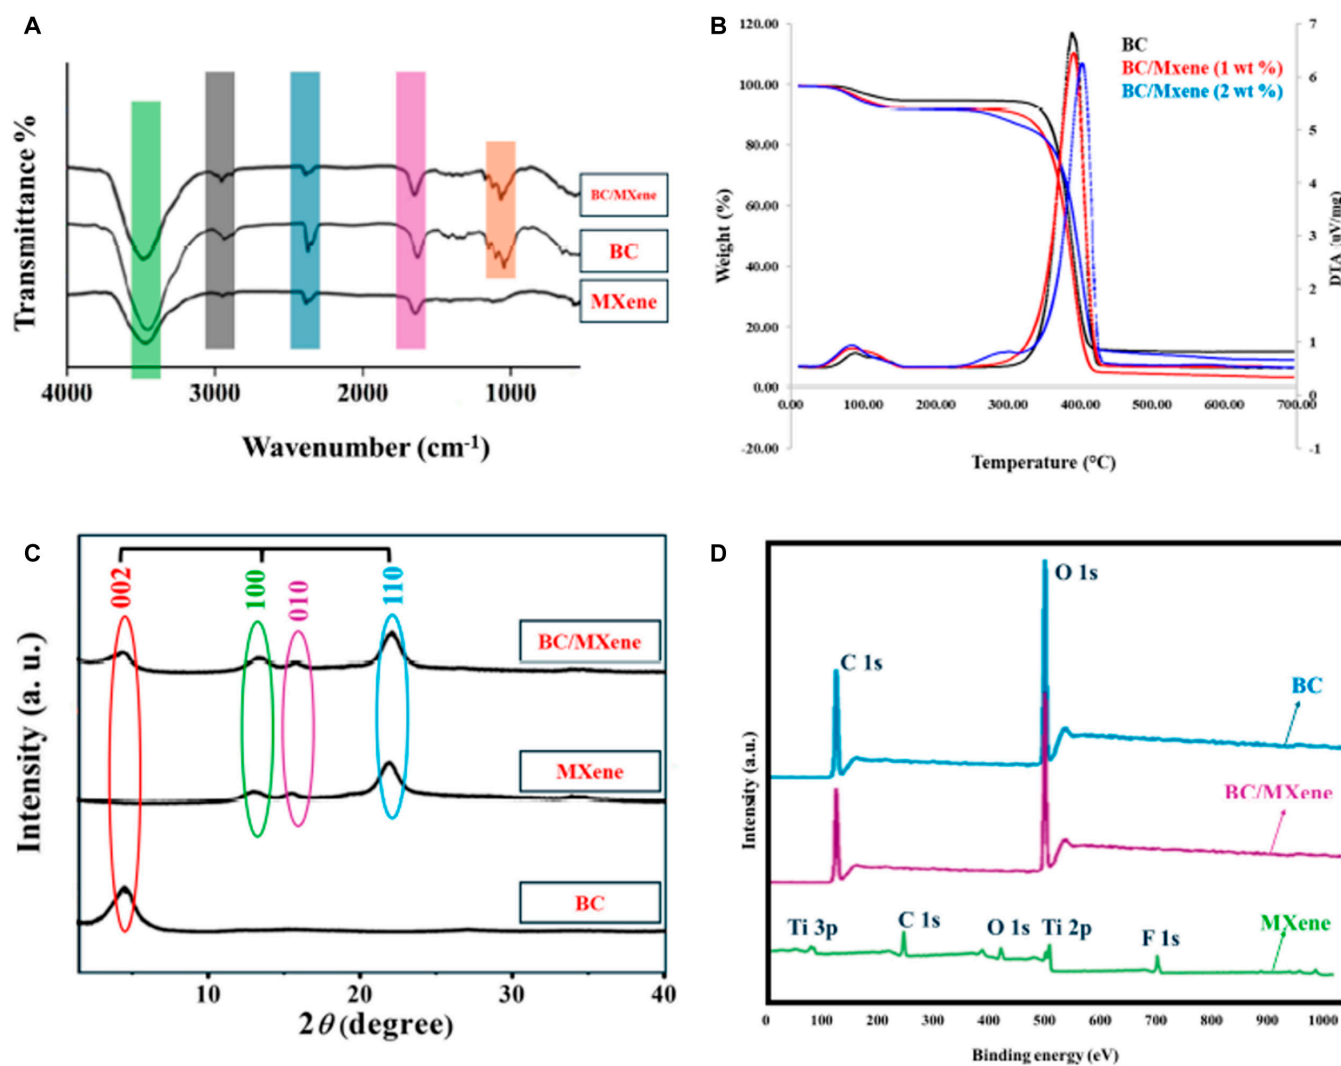 A
Transmittance %
BC/MXene
BC
MXene
4000
3000
2000
1000
Wavenumber (cm-1)
B
120.00
100.00
80.00
60.00
40.00
20.00
0.00
-20.00
Weight (%)
BC
BC/Mxene (1 wt %)
BC/Mxene (2 wt %)
7
6
5
4
3
2
1
0
-1
DTA (uV/mg)
0.00
100.00
200.00
300.00
400.00
500.00
600.00
700.00
Temperature (°C)
C
002
100
010
110
BC/MXene
MXene
BC
Intensity (a. u.)
10
20
30
40
2θ (degree)
D
O 1s
C 1s
BC
BC/MXene
MXene
Ti 3p
C 1s
O 1s
Ti 2p
F 1s
Intensity (a.u.)
0
100
200
300
400
500
600
700
800
900
1000
Binding energy (eV)